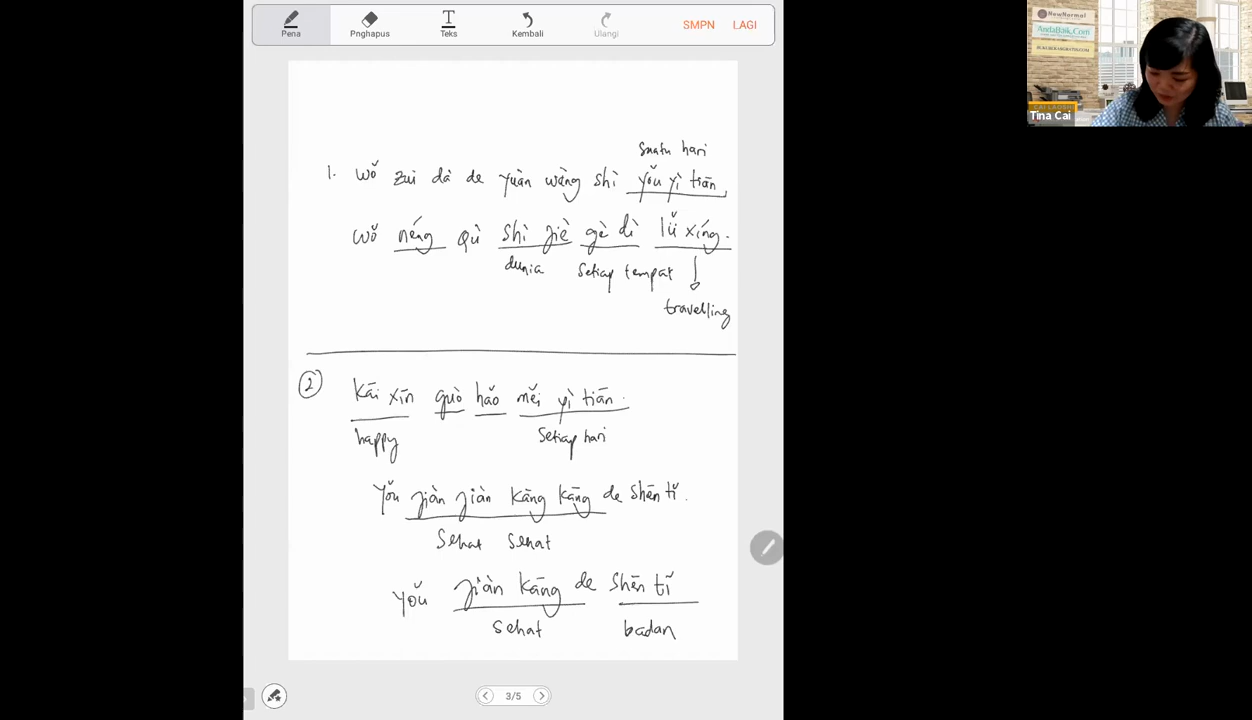 Pena
Pnghapus
Teks
Kembali
Ulangi
SMPN
LAGI
NewNormal
AndaBaik.Com
Tina Cai
suatu hari
1. wǒ zuì dà de yuàn wàng shì yǒu yì tiān,
wǒ néng qù shì jiè gè dì lǚ xíng.
dunia setiap tempat
travelling
2 Kāi xīn guò hǎo měi yì tiān.
happy setiap hari
yǒu jiàn jiàn kāng kāng de shēn tǐ.
sehat sehat
yǒu jiàn kāng de shēn tǐ
sehat badan
3/5